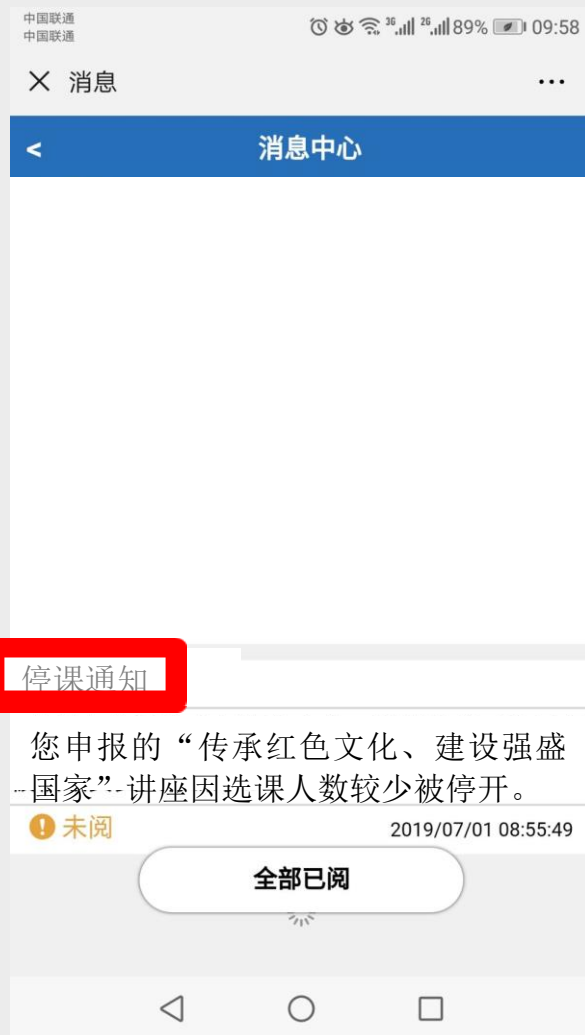 中国联通
中国联通
3G 2G 89% 09:58
消息
消息中心
停课通知
您申报的“传承红色文化、建设强盛
国家”讲座因选课人数较少被停开。
未阅 2019/07/01 08:55:49
全部已阅